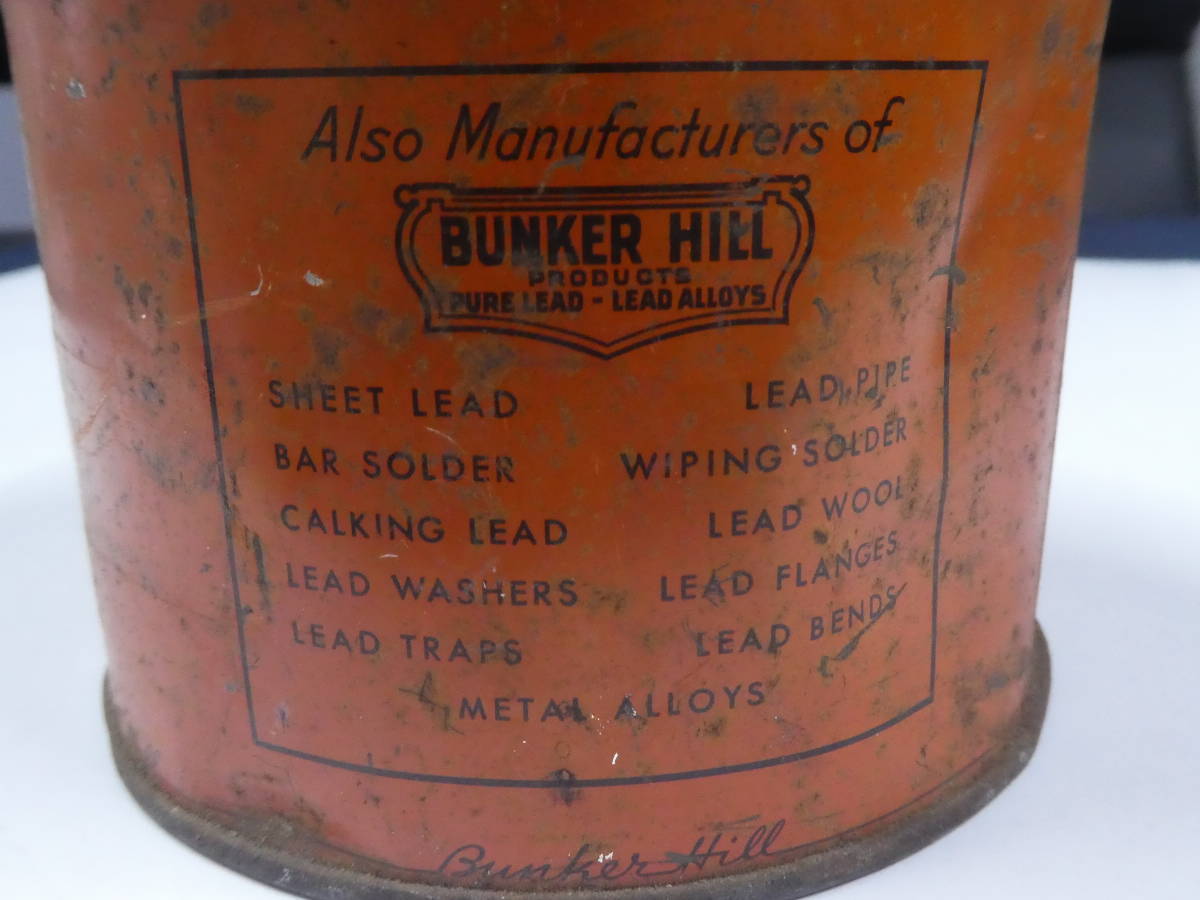 Also Manufacturers of
BUNKER HILL
PRODUCTS
PURE LEAD - LEAD ALLOYS
SHEET LEAD LEAD PIPE
BAR SOLDER WIPING SOLDER
CALKING LEAD LEAD WOOL
LEAD WASHERS LEAD FLANGES
LEAD TRAPS LEAD BENDS
METAL ALLOYS
Bunker Hill